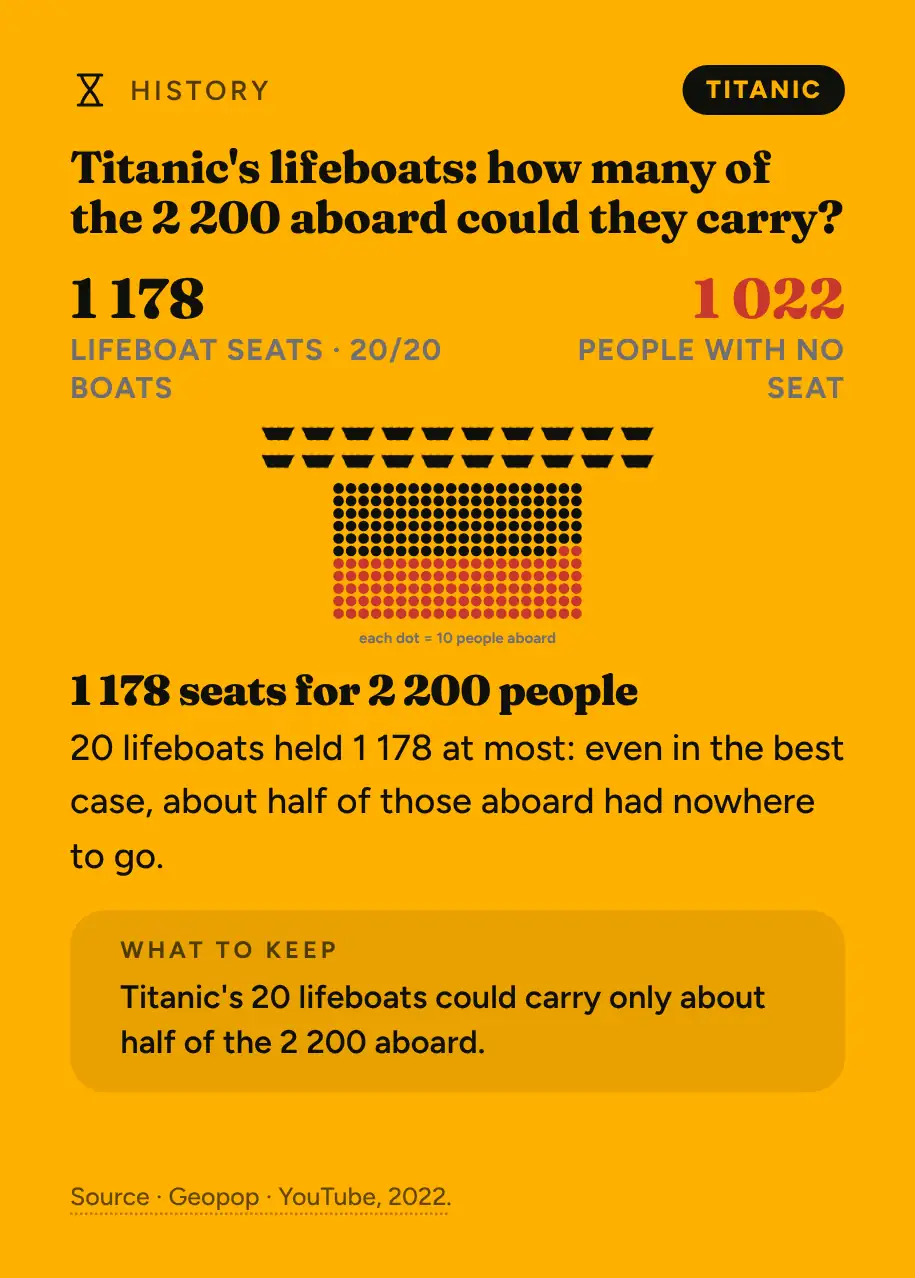 HISTORY
TITANIC
Titanic's lifeboats: how many of
the 2 200 aboard could they carry?
1 178
LIFEBOAT SEATS · 20/20
BOATS
1 022
PEOPLE WITH NO
SEAT
each dot = 10 people aboard
1 178 seats for 2 200 people
20 lifeboats held 1 178 at most: even in the best
case, about half of those aboard had nowhere
to go.
WHAT TO KEEP
Titanic's 20 lifeboats could carry only about
half of the 2 200 aboard.
Source · Geopop · YouTube, 2022.